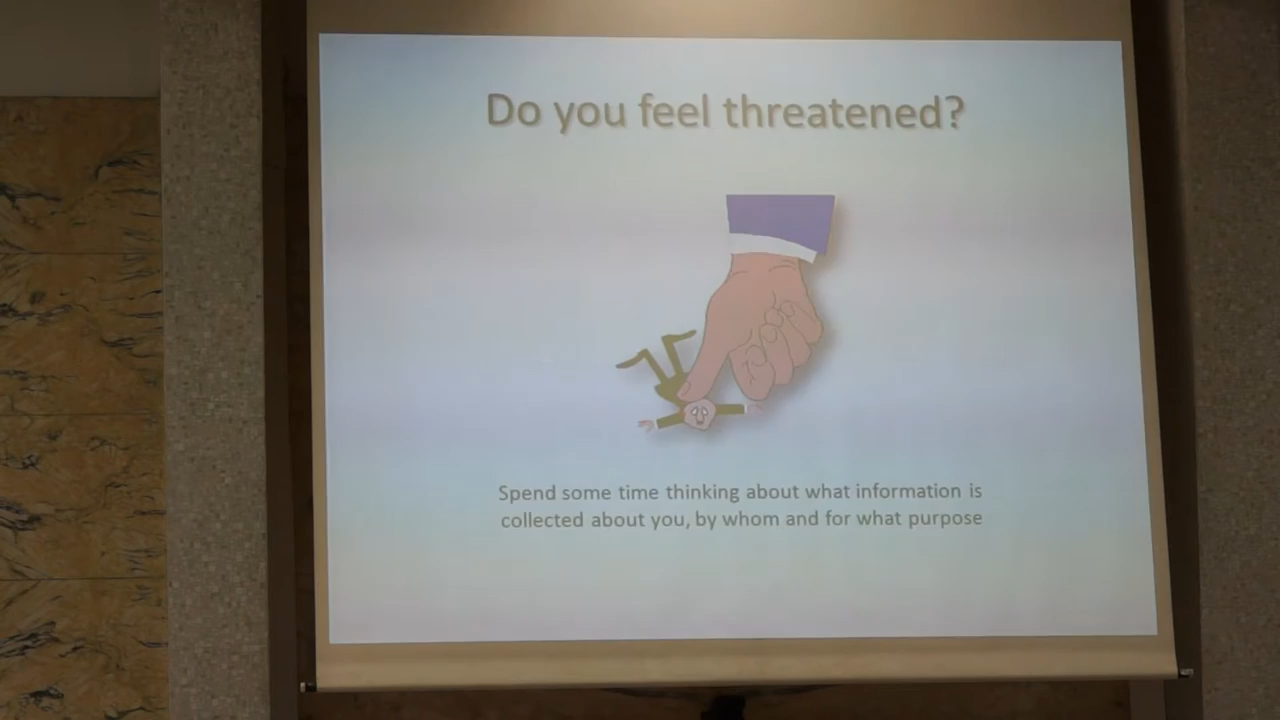 Do you feel threatened?
Spend some time thinking about what information is
collected about you, by whom and for what purpose